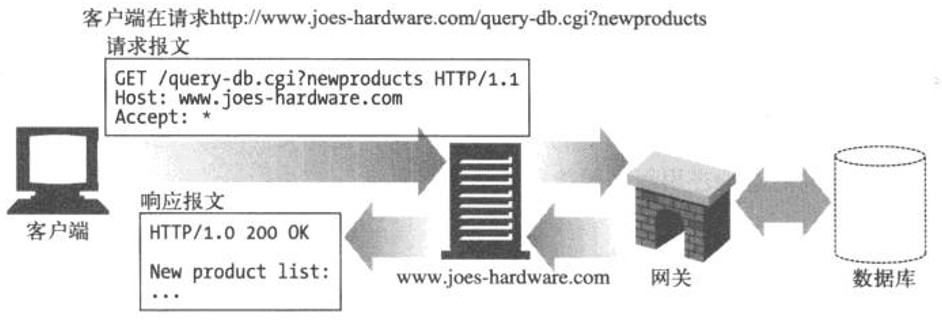 客户端在请求http://www.joes-hardware.com/query-db.cgi?newproducts
请求报文
GET /query-db.cgi?newproducts HTTP/1.1
Host: www.joes-hardware.com
Accept: *
响应报文
HTTP/1.0 200 OK
New product list:
...
客户端
www.joes-hardware.com
网关
数据库